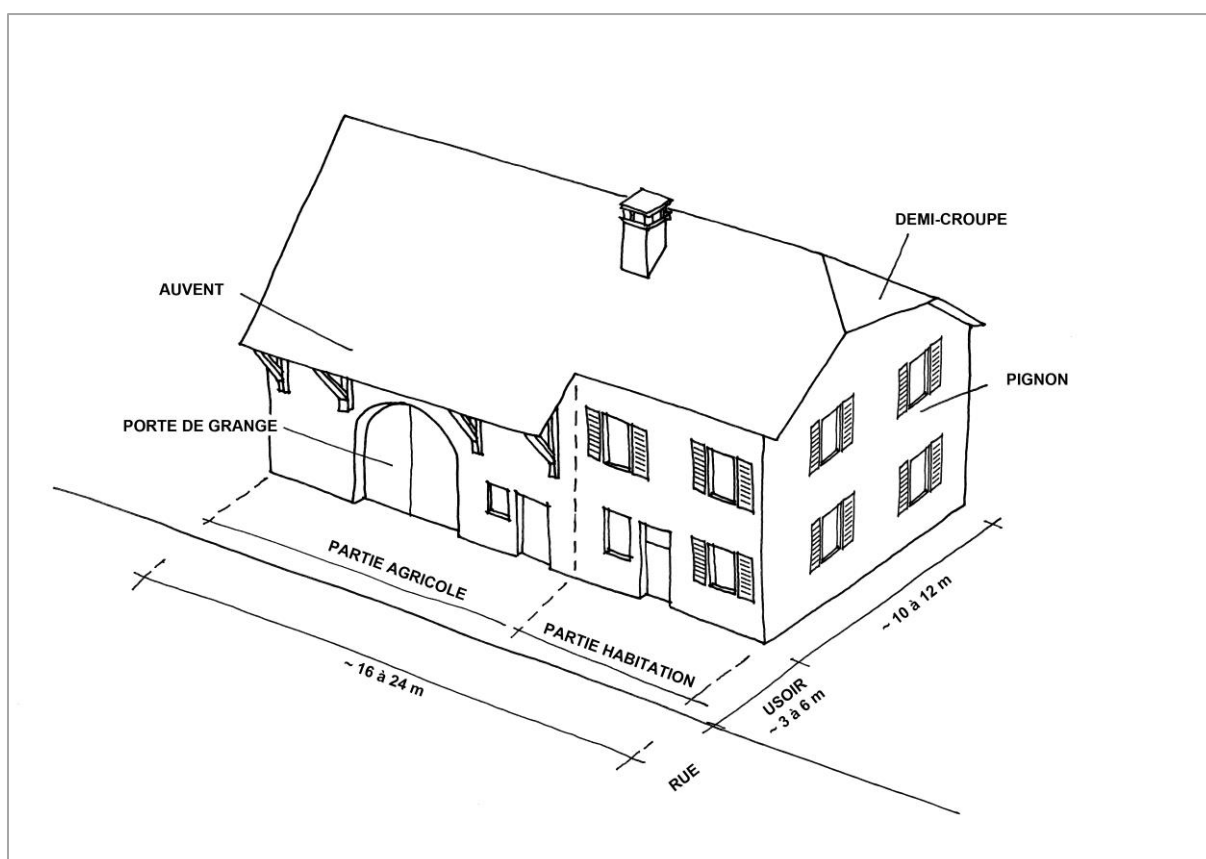 DEMI-CROUPE
AUVENT
PIGNON
PORTE DE GRANGE
PARTIE AGRICOLE
PARTIE HABITATION
~ 10 à 12 m
~ 16 à 24 m
USOIR
~ 3 à 6 m
RUE